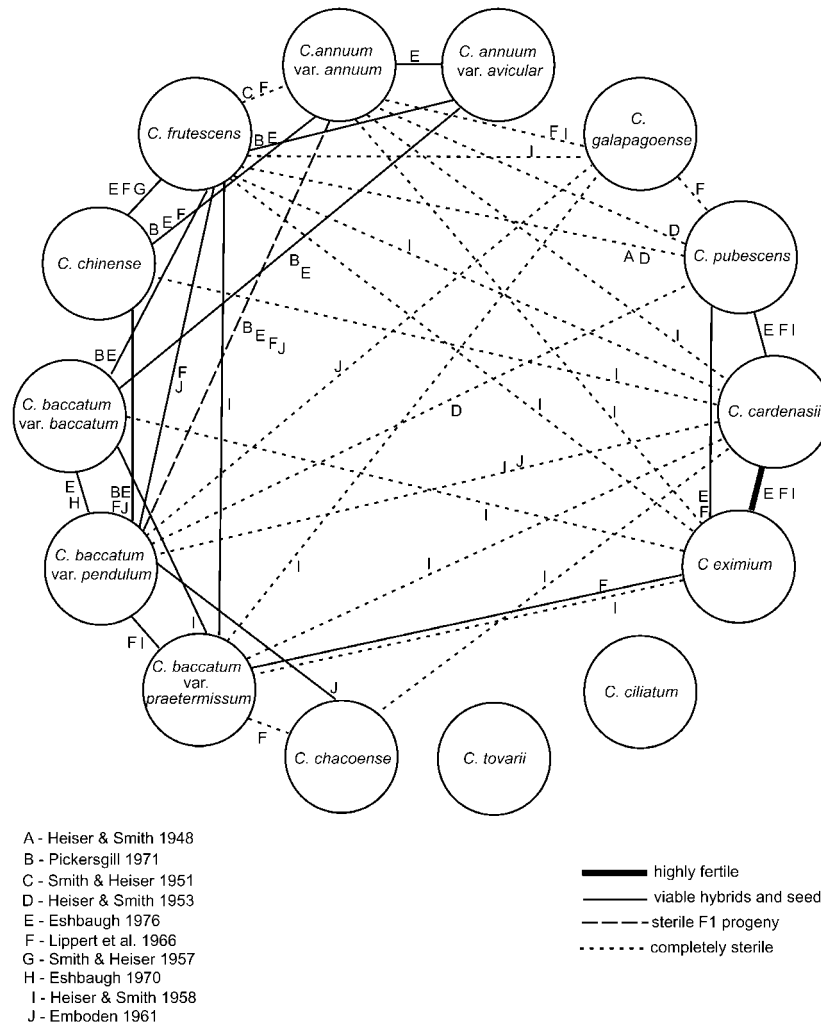 C.annuum
var. annuum
E
C. annuum
var. avicular
C F
C. frutescens
B E
F I
C.
galapagoense
I
F
E F G
B E F
D
A D
C. pubescens
C. chinense
I
B E
B E F J
E F I
I
B E
F
J
J
I
C. baccatum
var. baccatum
I
D
I
I
C. cardenasii
E
H
B E
F J
J J
E F I
E
F
I
C. baccatum
var. pendulum
I
I
I
F
C eximium
I
I
F I
C. baccatum
var.
praetermissum
J
F
C. chacoense
C. tovarii
C. ciliatum
A - Heiser & Smith 1948
B - Pickersgill 1971
C - Smith & Heiser 1951
D - Heiser & Smith 1953
E - Eshbaugh 1976
F - Lippert et al. 1966
G - Smith & Heiser 1957
H - Eshbaugh 1970
I - Heiser & Smith 1958
J - Emboden 1961
highly fertile
viable hybrids and seed
sterile F1 progeny
completely sterile